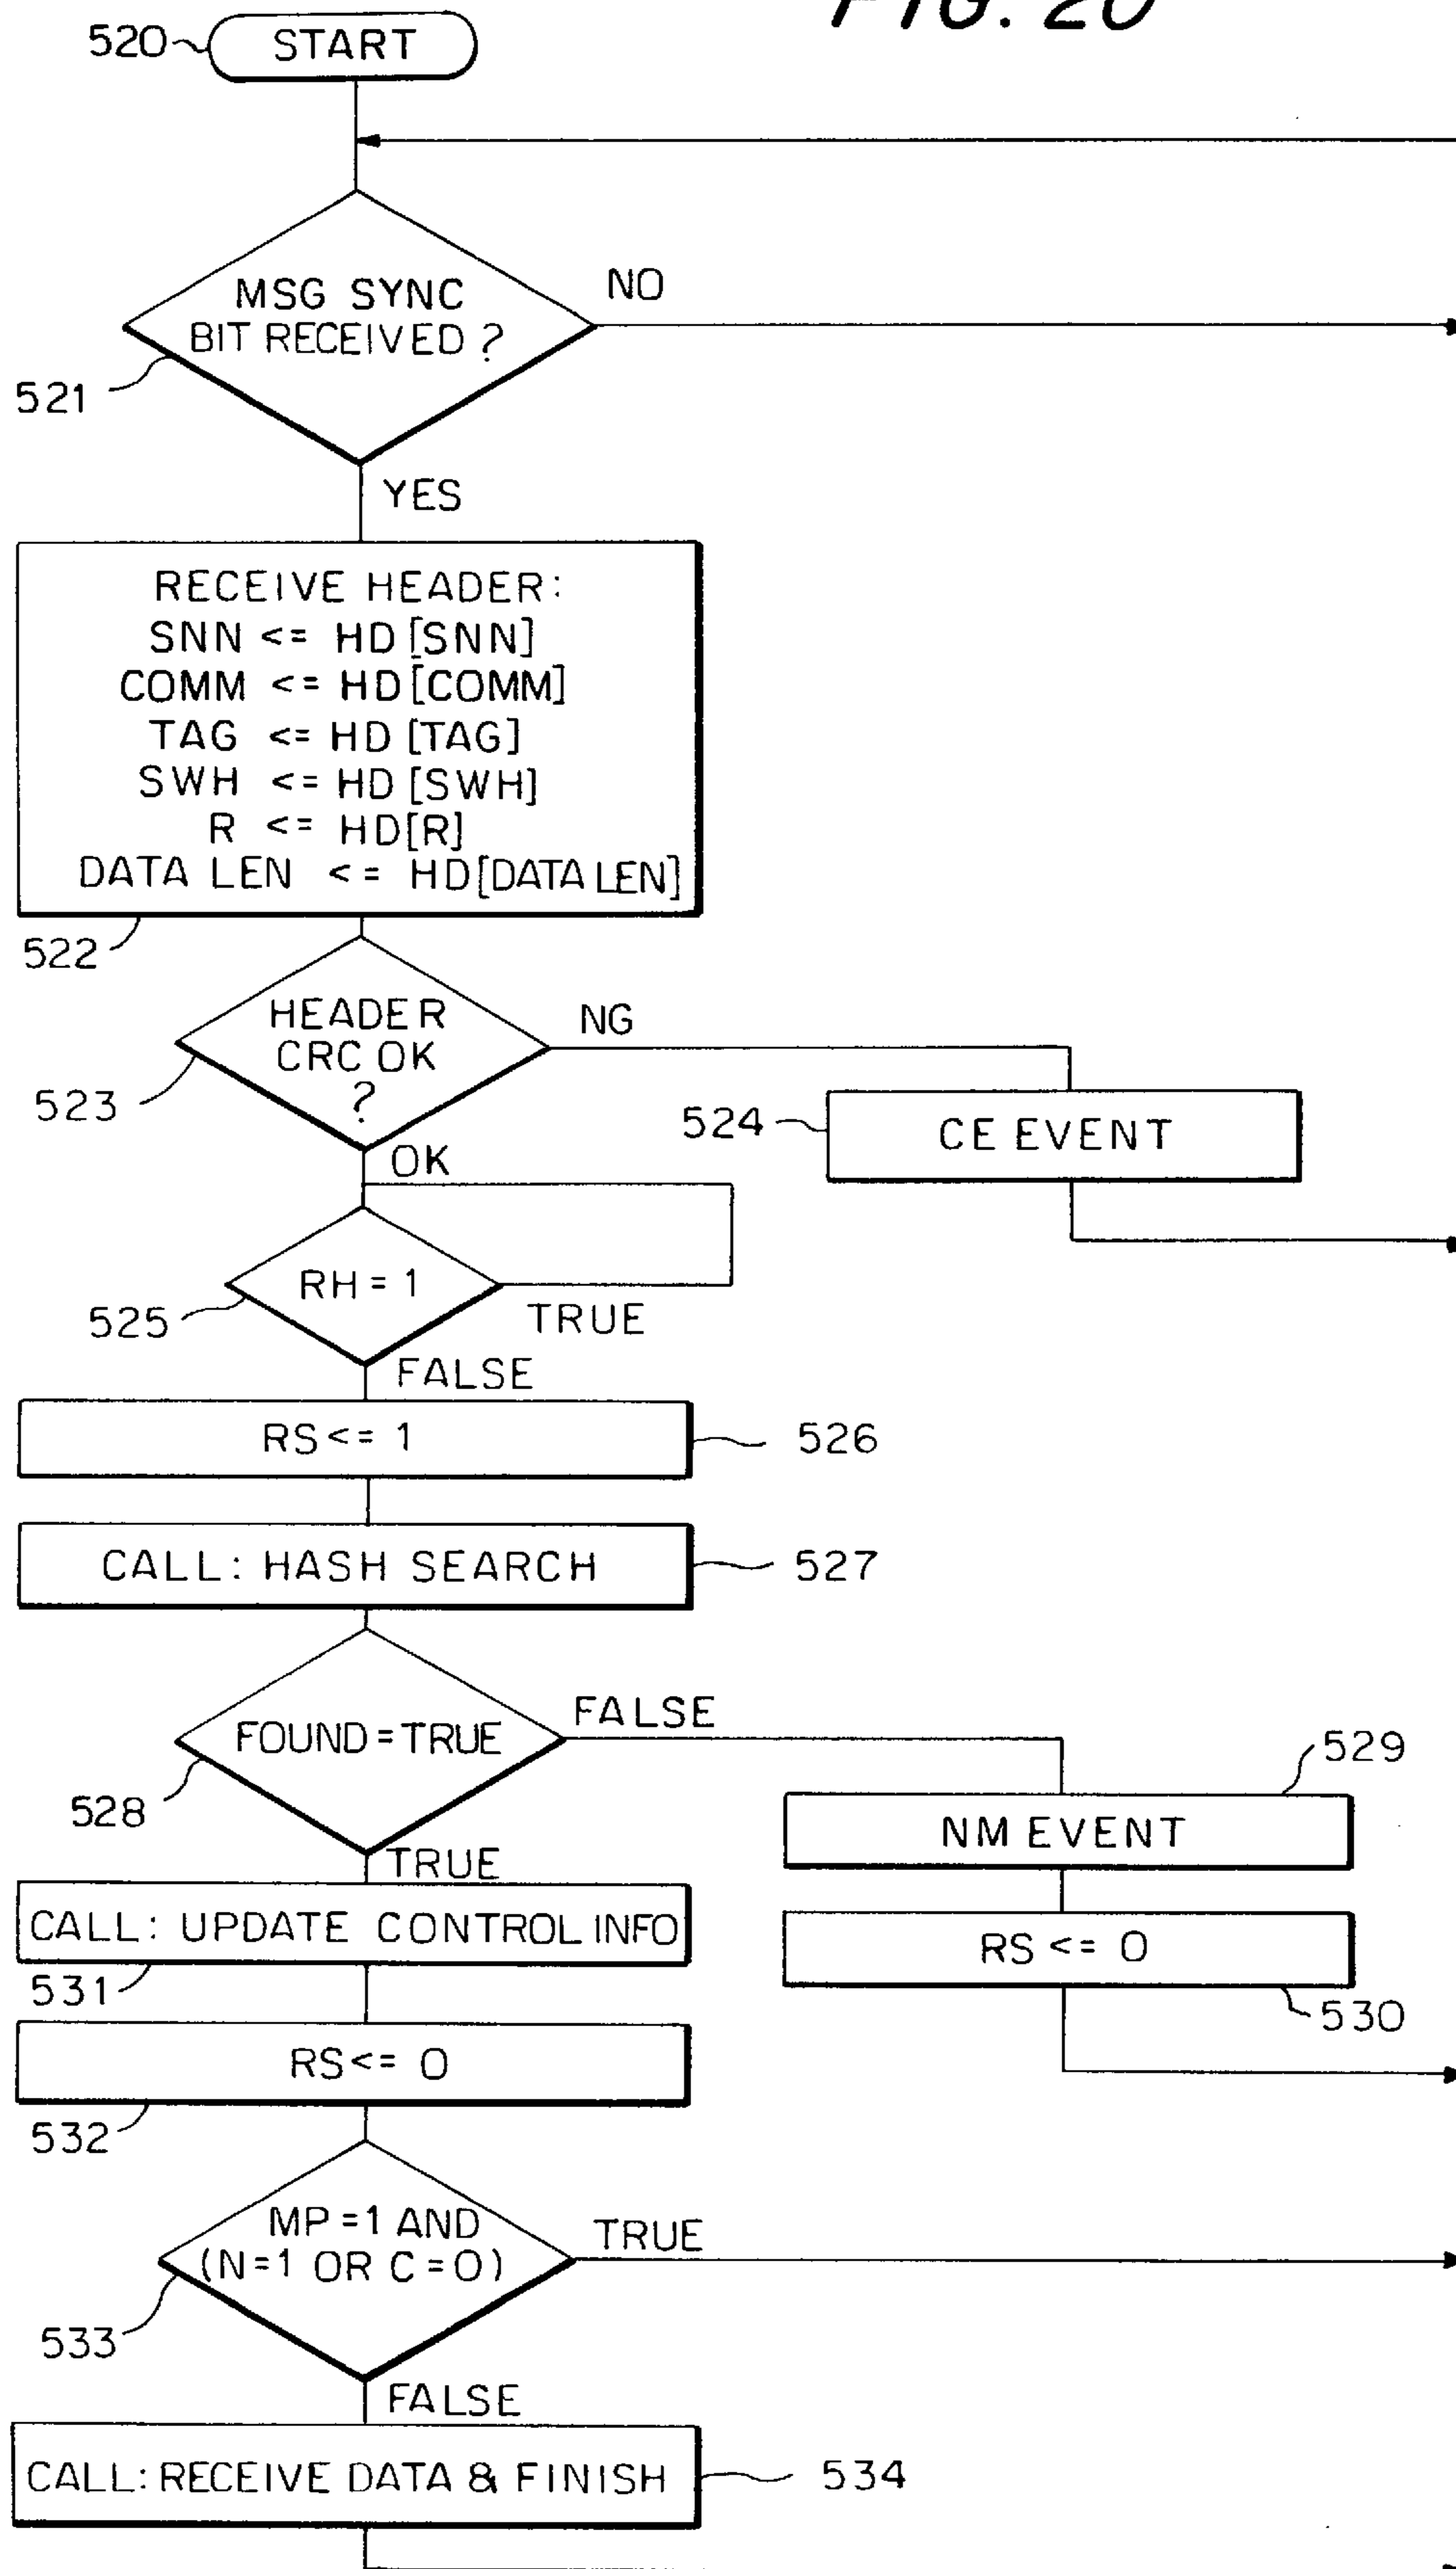 FIG. 20
520
START
MSG SYNC
BIT RECEIVED ?
NO
521
YES
RECEIVE HEADER:
SNN <= HD [SNN]
COMM <= HD [COMM]
TAG <= HD [TAG]
SWH <= HD [SWH]
R <= HD[R]
DATA LEN <= HD[DATA LEN]
522
HEADER
CRC OK
?
NG
523
524
CE EVENT
OK
RH = 1
525
TRUE
FALSE
RS <= 1
526
CALL: HASH SEARCH
527
FOUND = TRUE
FALSE
528
529
NM EVENT
TRUE
CALL: UPDATE CONTROL INFO
RS <= 0
531
530
RS <= 0
532
MP = 1 AND
(N=1 OR C = 0)
TRUE
533
FALSE
CALL: RECEIVE DATA & FINISH
534